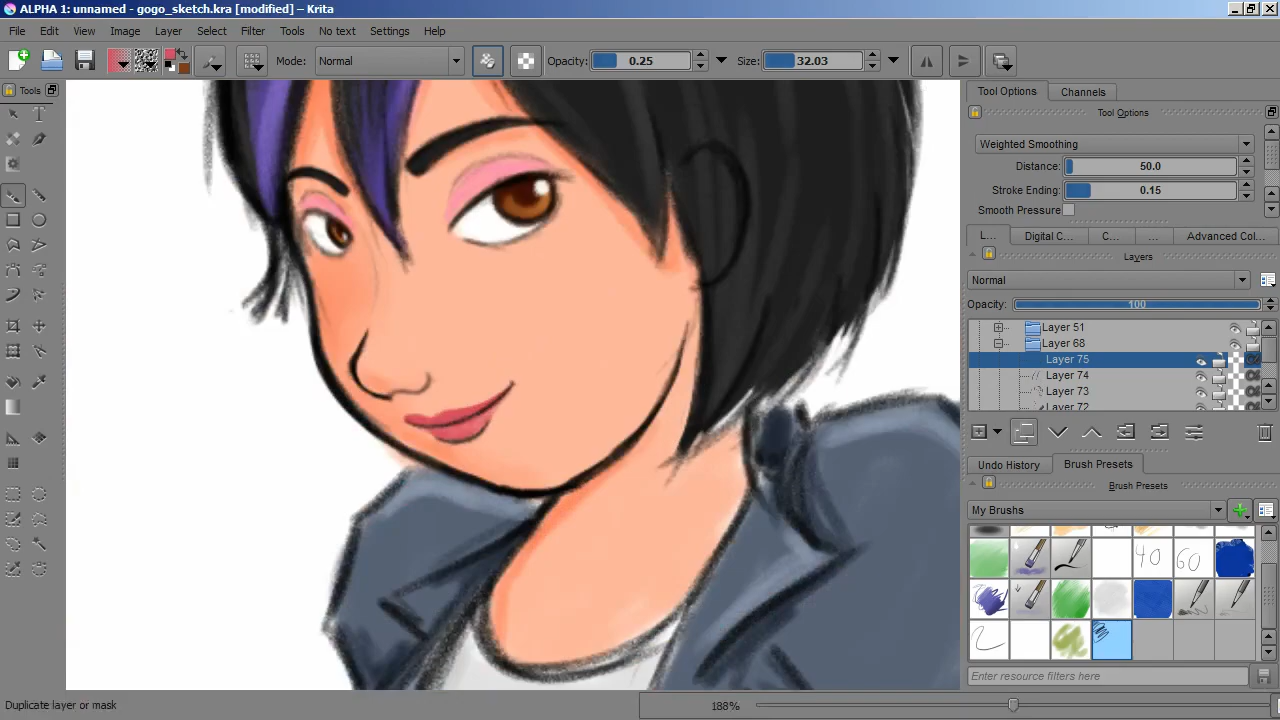 ALPHA 1: unnamed - gogo_sketch.kra [modified] – Krita
File Edit View Image Layer Select Filter Tools No text Settings Help
Mode: Normal Opacity: 0.25 Size: 32.03
Tools
Tool Options Channels
Tool Options
Weighted Smoothing
Distance: 50.0
Stroke Ending: 0.15
Smooth Pressure
L... Digital C... C... ... Advanced Col...
Layers
Normal
Opacity: 100
Layer 51
Layer 68
Layer 75
Layer 74
Layer 73
Layer 72
Undo History Brush Presets
Brush Presets
My Brushes
40 60
Enter resource filters here
Duplicate layer or mask
188%